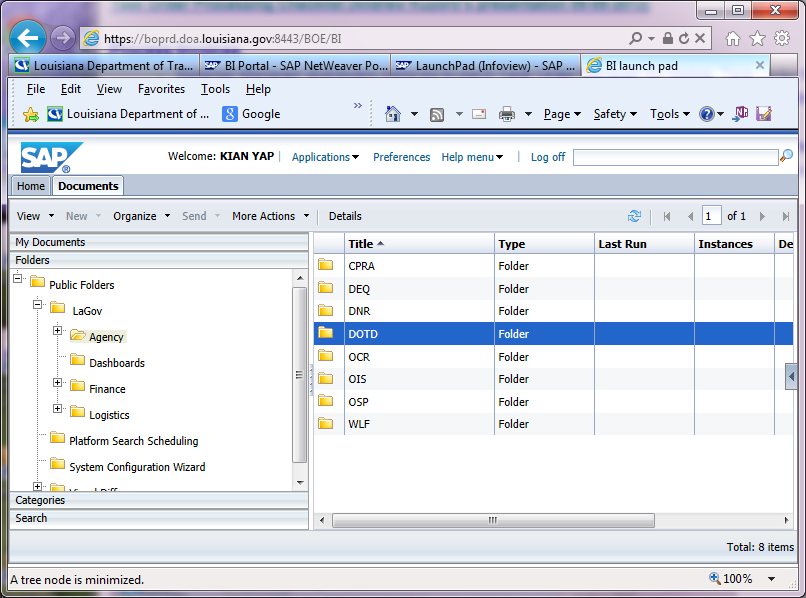 https://boprd.doa.louisiana.gov:8443/BOE/BI
Louisiana Department of Tra... BI Portal - SAP NetWeaver Po... LaunchPad (Infoview) - SAP ... BI launch pad
File Edit View Favorites Tools Help
Louisiana Department of ... Google Page Safety Tools
SAP ® Welcome: KIAN YAP Applications Preferences Help menu Log off
Home Documents
View New Organize Send More Actions Details 1 of 1
My Documents
Folders
Public Folders
LaGov
Agency
Dashboards
Finance
Logistics
Platform Search Scheduling
System Configuration Wizard
Categories
Search
Title Type Last Run Instances De
CPRA Folder
DEQ Folder
DNR Folder
DOTD Folder
OCR Folder
OIS Folder
OSP Folder
WLF Folder
Total: 8 items
A tree node is minimized. 100%